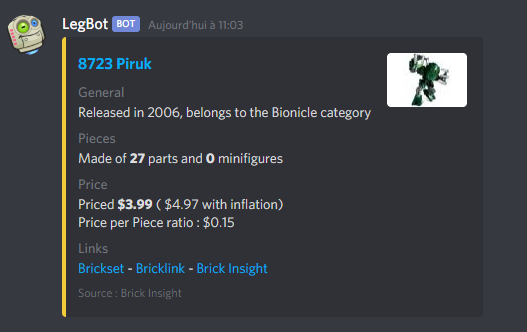 LegBot BOT Aujourd'hui à 11:03
8723 Piruk
General
Released in 2006, belongs to the Bionicle category
Pieces
Made of 27 parts and 0 minifigures
Price
Priced $3.99 ( $4.97 with inflation)
Price per Piece ratio : $0.15
Links
Brickset - Bricklink - Brick Insight
Source : Brick Insight